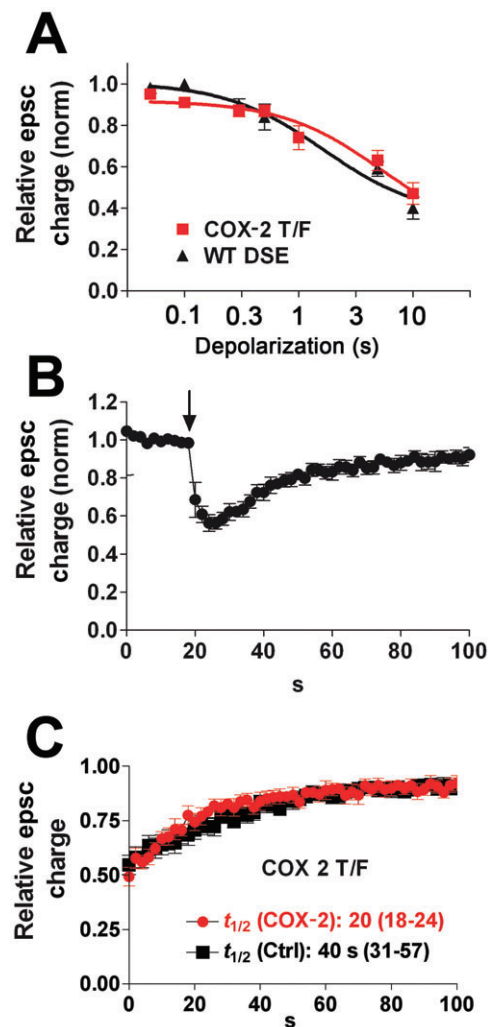 A
Relative epsc
charge (norm)
1.0
0.8
0.6
0.4
0.2
0.0
COX-2 T/F
WT DSE
0.1
0.3
1
3
10
Depolarization (s)
B
Relative epsc
charge (norm)
1.2
1.0
0.8
0.6
0.4
0.2
0.0
0
20
40
60
80
100
s
C
Relative epsc
charge
1.00
0.75
0.50
0.25
0.00
COX 2 T/F
t1/2 (COX-2): 20 (18-24)
t1/2 (Ctrl): 40 s (31-57)
0
20
40
60
80
100
s